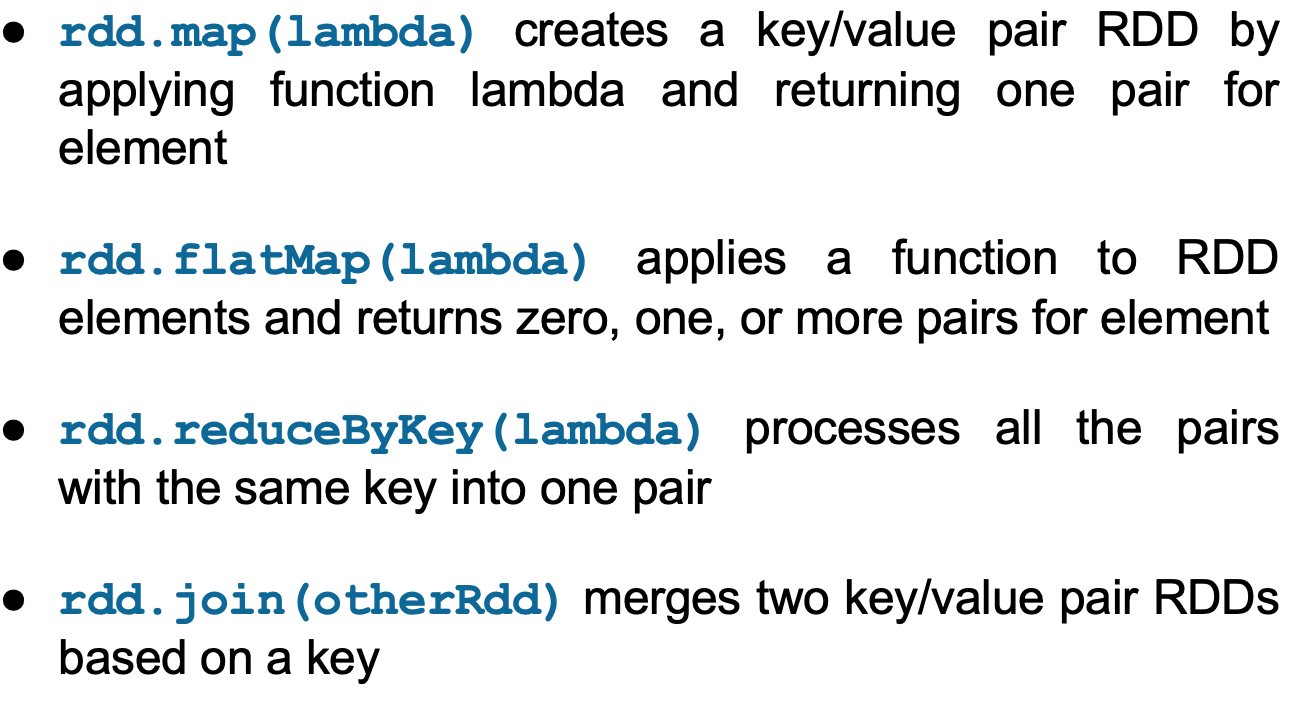 ● rdd.map(lambda) creates a key/value pair RDD by
applying function lambda and returning one pair for
element
● rdd.flatMap(lambda) applies a function to RDD
elements and returns zero, one, or more pairs for element
● rdd.reduceByKey(lambda) processes all the pairs
with the same key into one pair
● rdd.join(otherRdd) merges two key/value pair RDDs
based on a key